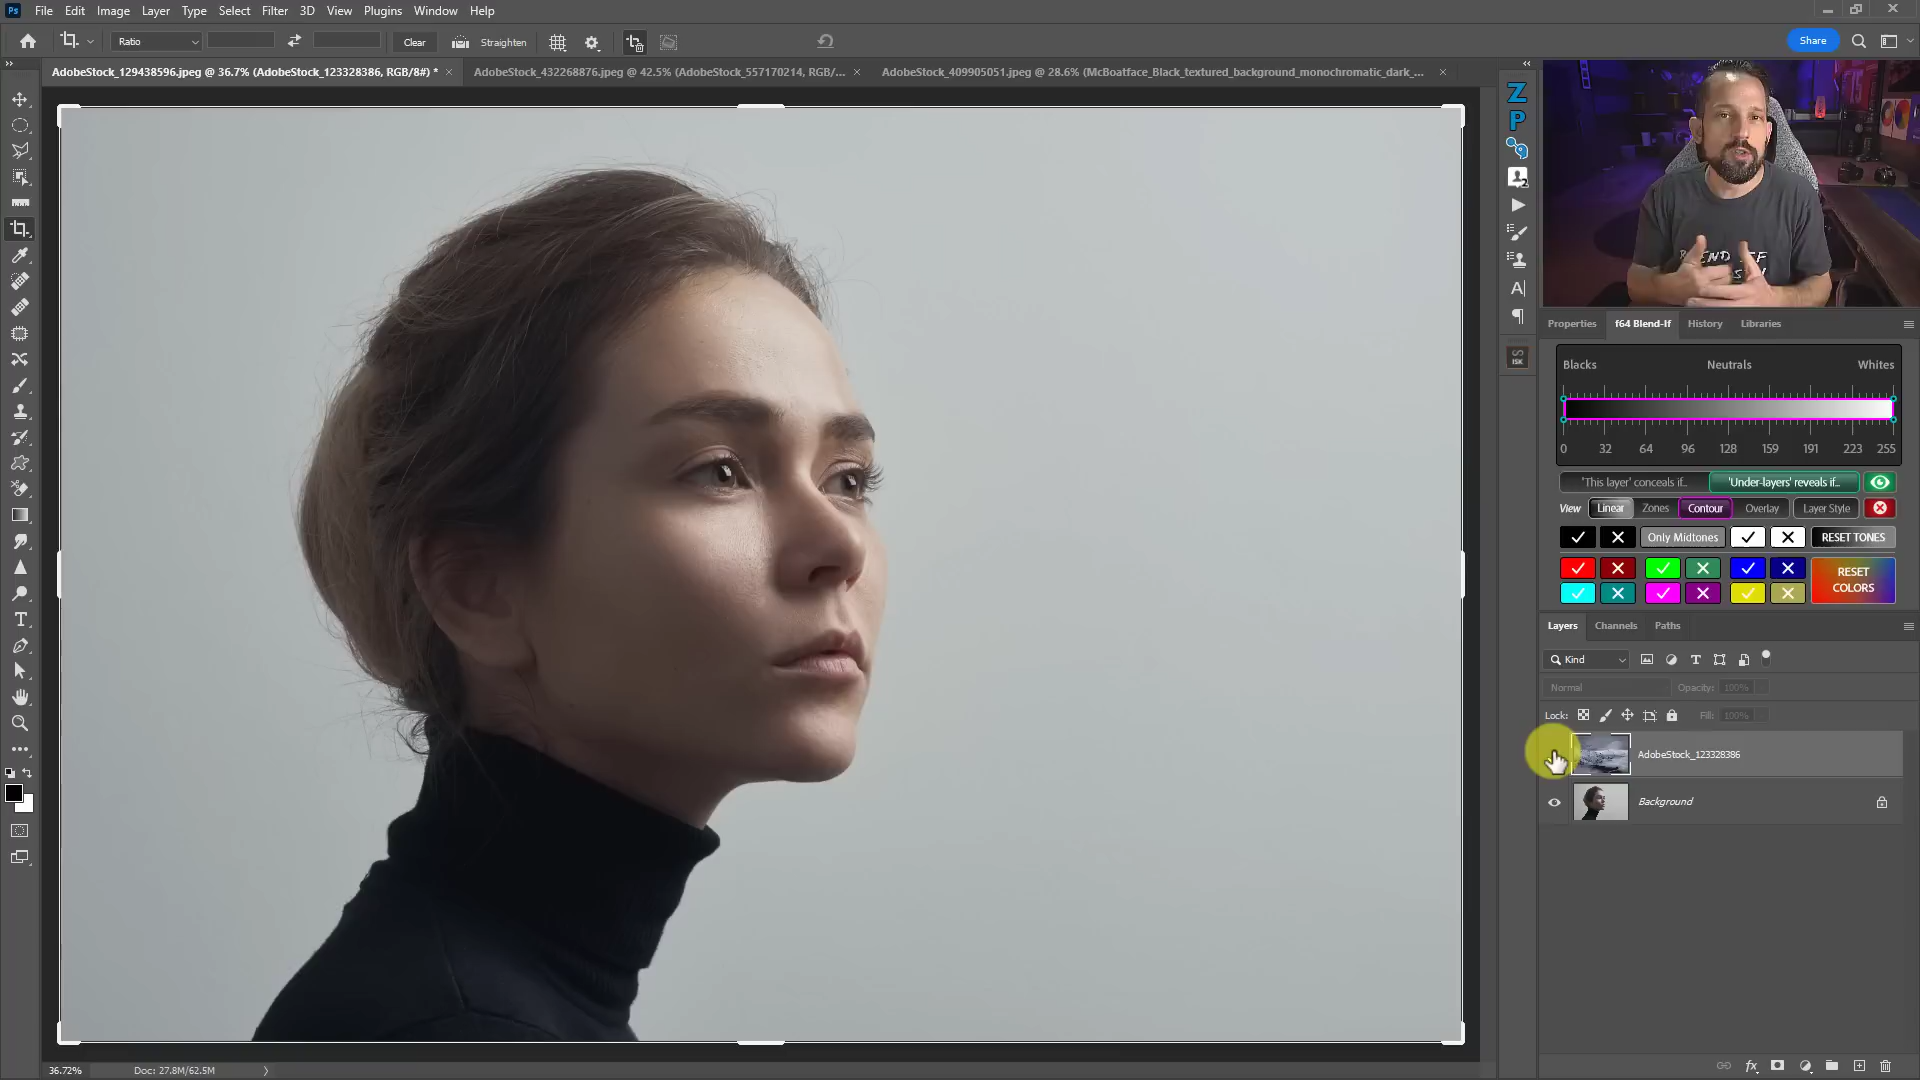 Ps File Edit Image Layer Type Select Filter 3D View Plugins Window Help
Ratio Clear Straighten Share
AdobeStock_129438596.jpeg @ 36.7% (AdobeStock_123328386, RGB/8#) *
AdobeStock_432268876.jpeg @ 42.5% (AdobeStock_557170214, RGB/...
AdobeStock_409905051.jpeg @ 28.6% (McBoatface_Black_textured_background_monochromatic_dark_...
Z
P
A
Properties f64 Blend-If History Libraries
Blacks Neutrals Whites
0 32 64 96 128 159 191 223 255
'This layer' conceals if.. 'Under-layers' reveals if..
View Linear Zones Contour Overlay Layer Style
Only Midtones RESET TONES
RESET
COLORS
Layers Channels Paths
Kind
Normal Opacity: 100%
Lock: Fill: 100%
AdobeStock_123328386
Background
36.72% Doc: 27.8M/62.5M